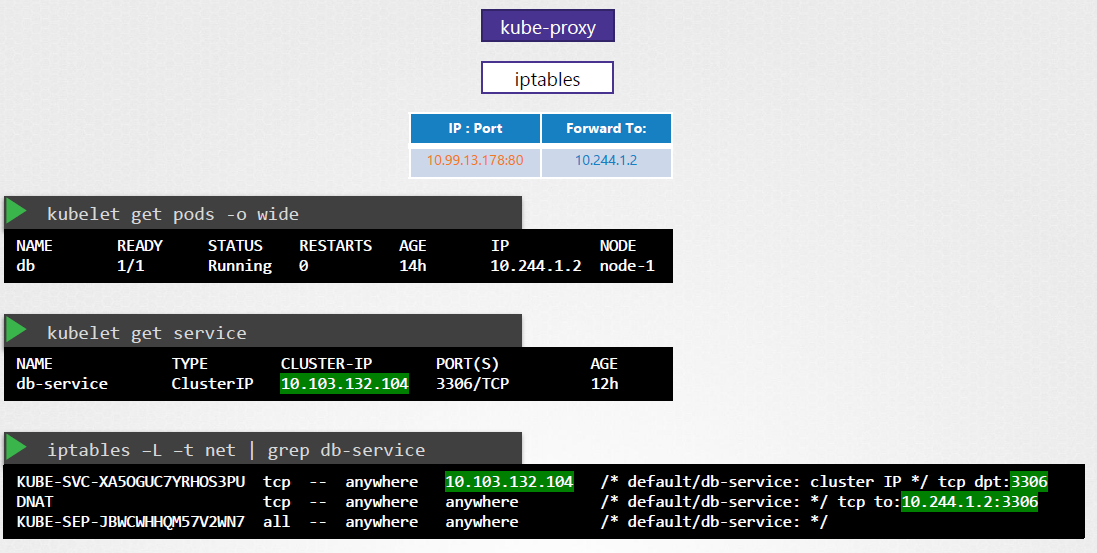 kube-proxy
iptables
IP : Port Forward To:
10.99.13.178:80 10.244.1.2
kubelet get pods -o wide
NAME READY STATUS RESTARTS AGE IP NODE
db 1/1 Running 0 14h 10.244.1.2 node-1
kubelet get service
NAME TYPE CLUSTER-IP PORT(S) AGE
db-service ClusterIP 10.103.132.104 3306/TCP 12h
iptables –L –t net | grep db-service
KUBE-SVC-XA5OGUC7YRHOS3PU tcp -- anywhere 10.103.132.104 /* default/db-service: cluster IP */ tcp dpt:3306
DNAT tcp -- anywhere anywhere /* default/db-service: */ tcp to:10.244.1.2:3306
KUBE-SEP-JBWCWHHQM57V2WN7 all -- anywhere anywhere /* default/db-service: */